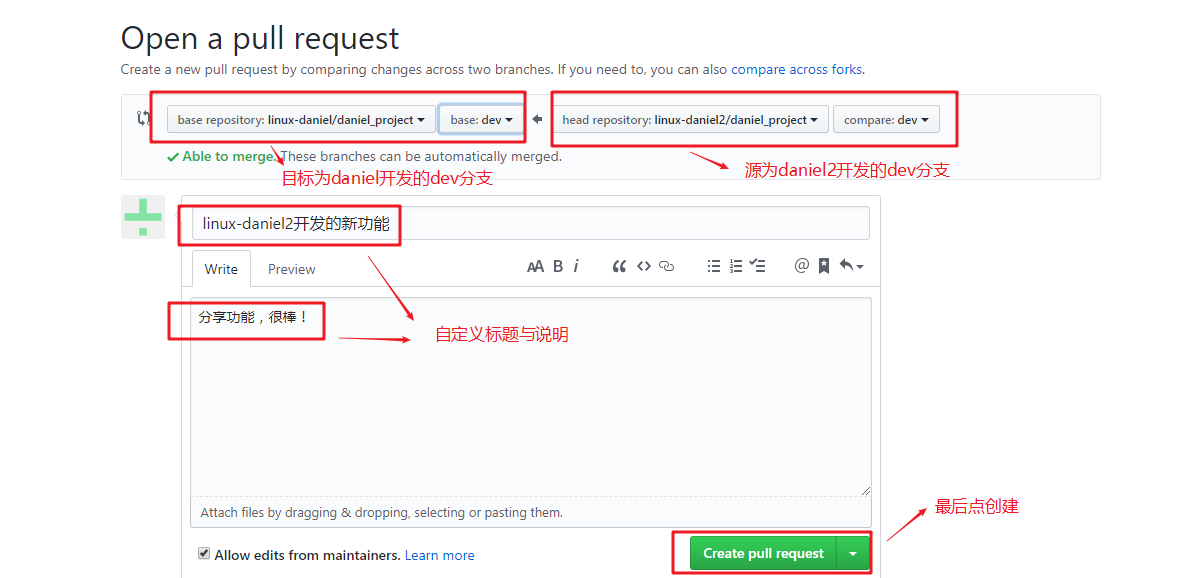 Open a pull request
Create a new pull request by comparing changes across two branches. If you need to, you can also compare across forks.
base repository: linux-daniel/daniel_project
base: dev
head repository: linux-daniel2/daniel_project
compare: dev
Able to merge. These branches can be automatically merged.
源为daniel2开发的dev分支
目标为daniel开发的dev分支
linux-daniel2开发的新功能
Write
Preview
AA B i
@
分享功能，很棒！
自定义标题与说明
Attach files by dragging & dropping, selecting or pasting them.
最后点创建
Allow edits from maintainers. Learn more
Create pull request